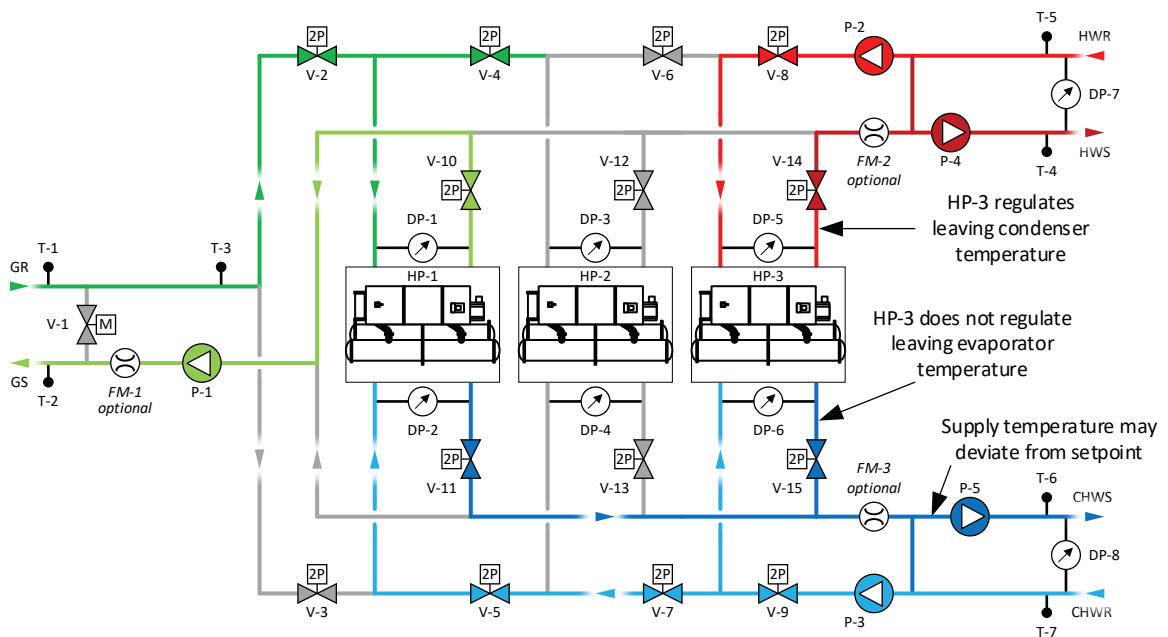 2P 2P 2P 2P P-2 T-5
HWR
V-2 V-4 V-6 V-8
DP-7
V-10 V-12 V-14 FM-2
optional
P-4 HWS
T-4
2P 2P 2P
HP-3 regulates
leaving condenser
temperature
DP-1 DP-3 DP-5
T-1 T-3
GR
HP-1 HP-2 HP-3
V-1 M
HP-3 does not regulate
leaving evaporator
temperature
GS
T-2 FM-1
optional
P-1
DP-2 DP-4 DP-6
Supply temperature may
deviate from setpoint
2P 2P 2P
V-11 V-13 V-15
FM-3
optional
P-5 T-6
CHWS
DP-8
2P 2P 2P 2P
V-3 V-5 V-7 V-9 P-3 CHWR
T-7